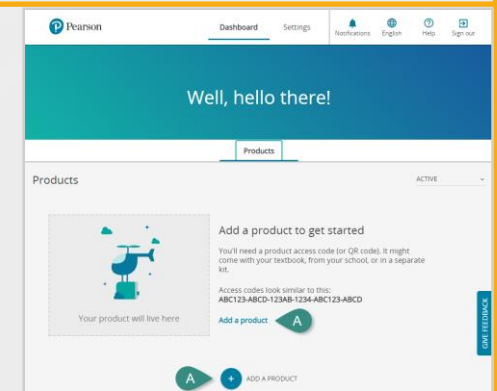 Pearson
Dashboard
Settings
Notifications
English
Help
Sign out
Well, hello there!
Products
Products
ACTIVE
Add a product to get started
You'll need a product access code (or QR code). It might
come with your textbook, from your school, or in a separate
kit.
Access codes look similar to this:
ABC123-ABCD-123AB-1234-ABC123-ABCD
Your product will live here
Add a product
A
A
ADD A PRODUCT
GIVE FEEDBACK